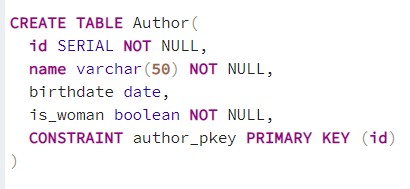 CREATE TABLE Author(
id SERIAL NOT NULL,
name varchar(50) NOT NULL,
birthdate date,
is_woman boolean NOT NULL,
CONSTRAINT author_pkey PRIMARY KEY (id)
)